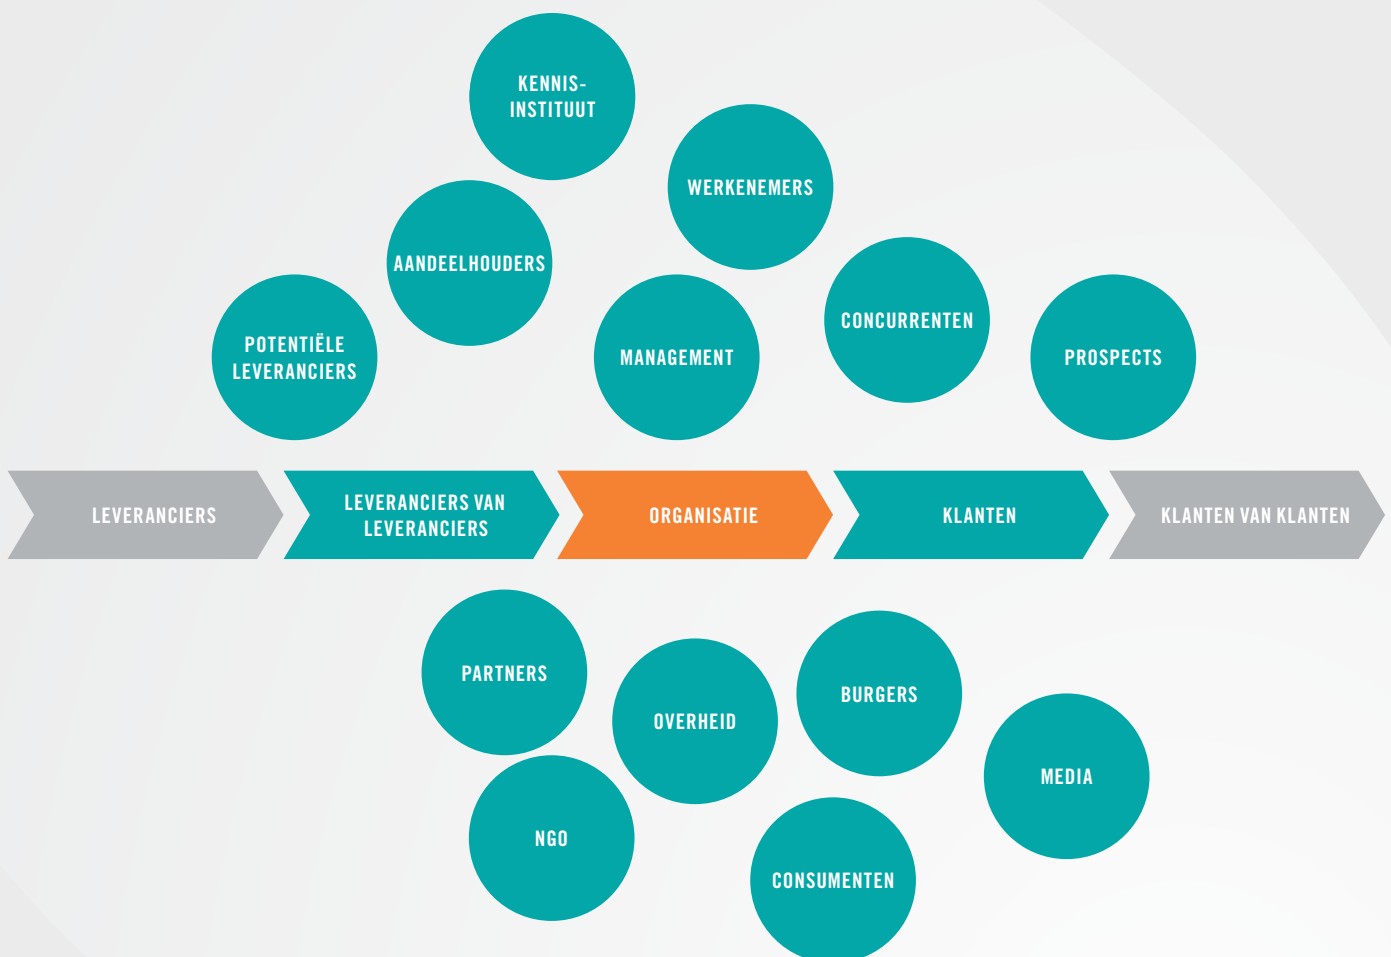 KENNIS-
INSTITUUT
WERKENEMERS
AANDEELHOUDERS
CONCURRENTEN
POTENTIËLE
LEVERANCIERS
MANAGEMENT
PROSPECTS
LEVERANCIERS
LEVERANCIERS VAN
LEVERANCIERS
ORGANISATIE
KLANTEN
KLANTEN VAN KLANTEN
PARTNERS
OVERHEID
BURGERS
MEDIA
NGO
CONSUMENTEN